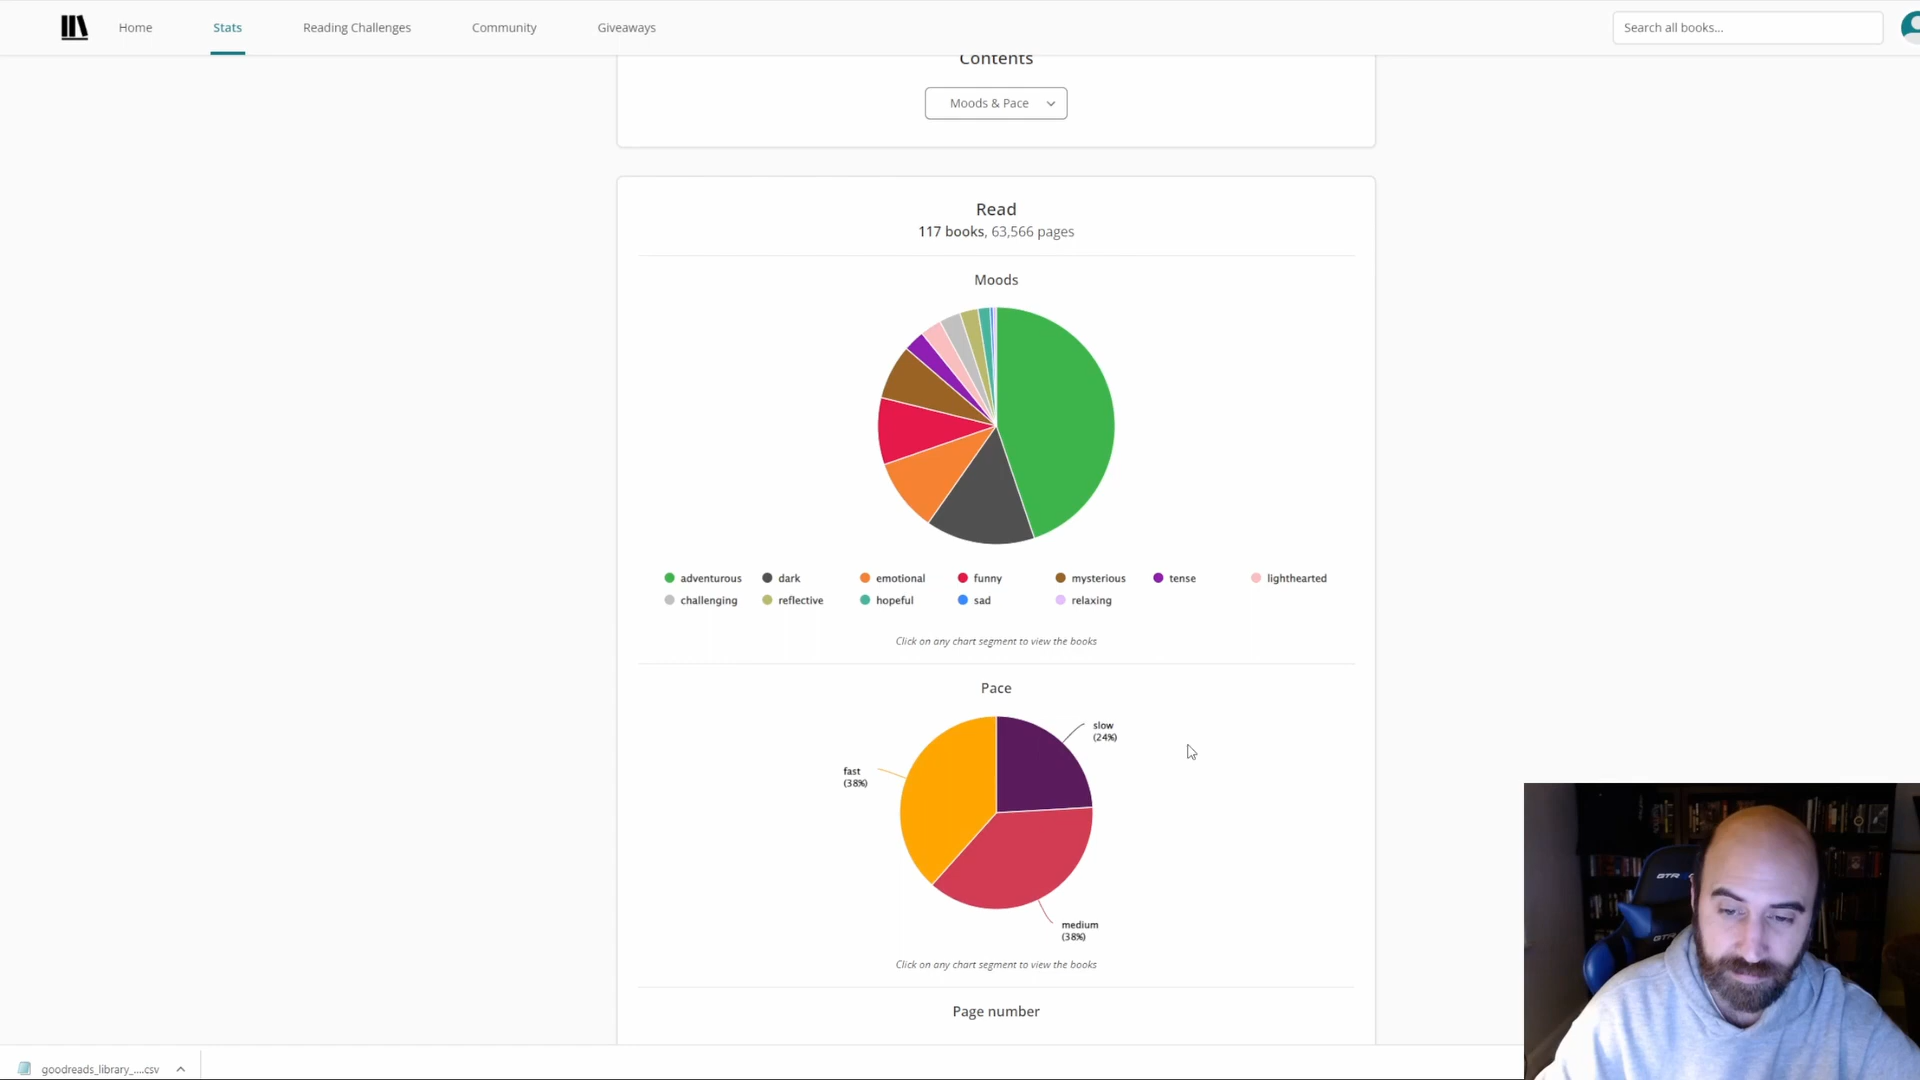 Home
Stats
Reading Challenges
Community
Giveaways
Search all books...
Contents
Moods & Pace
Read
117 books, 63,566 pages
Moods
adventurous
dark
emotional
funny
mysterious
tense
lighthearted
challenging
reflective
hopeful
sad
relaxing
Click on any chart segment to view the books
Pace
slow
(24%)
fast
(38%)
medium
(38%)
Click on any chart segment to view the books
Page number
goodreads_library_....csv
GTR
GTR